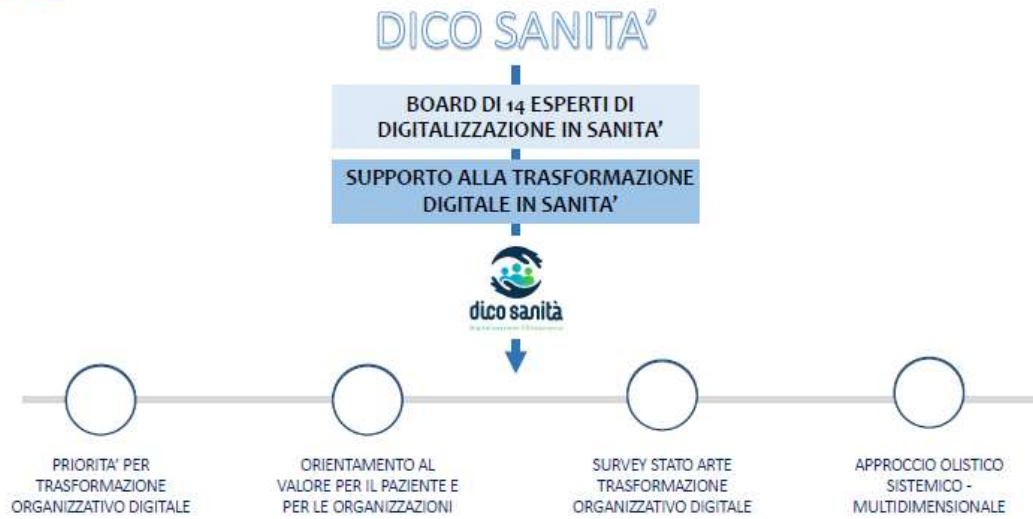 DICO SANITA'
BOARD DI 14 ESPERTI DI
DIGITALIZZAZIONE IN SANITA'
SUPPORTO ALLA TRASFORMAZIONE
DIGITALE IN SANITA'
dico sanità
PRIORITA' PER
TRASFORMAZIONE
ORGANIZZATIVO DIGITALE
ORIENTAMENTO AL
VALORE PER IL PAZIENTE E
PER LE ORGANIZZAZIONI
SURVEY STATO ARTE
TRASFORMAZIONE
ORGANIZZATIVO DIGITALE
APPROCCIO OLISTICO
SISTEMICO -
MULTIDIMENSIONALE